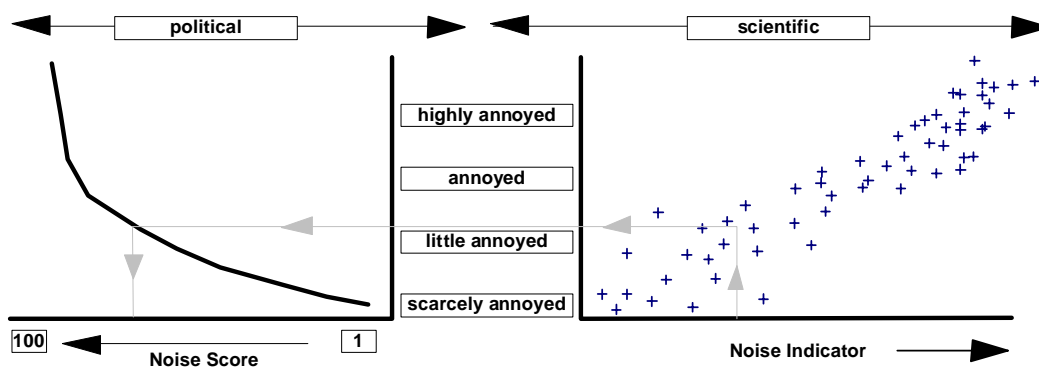 political
scientific
highly annoyed
annoyed
little annoyed
scarcely annoyed
100
1
Noise Score
Noise Indicator